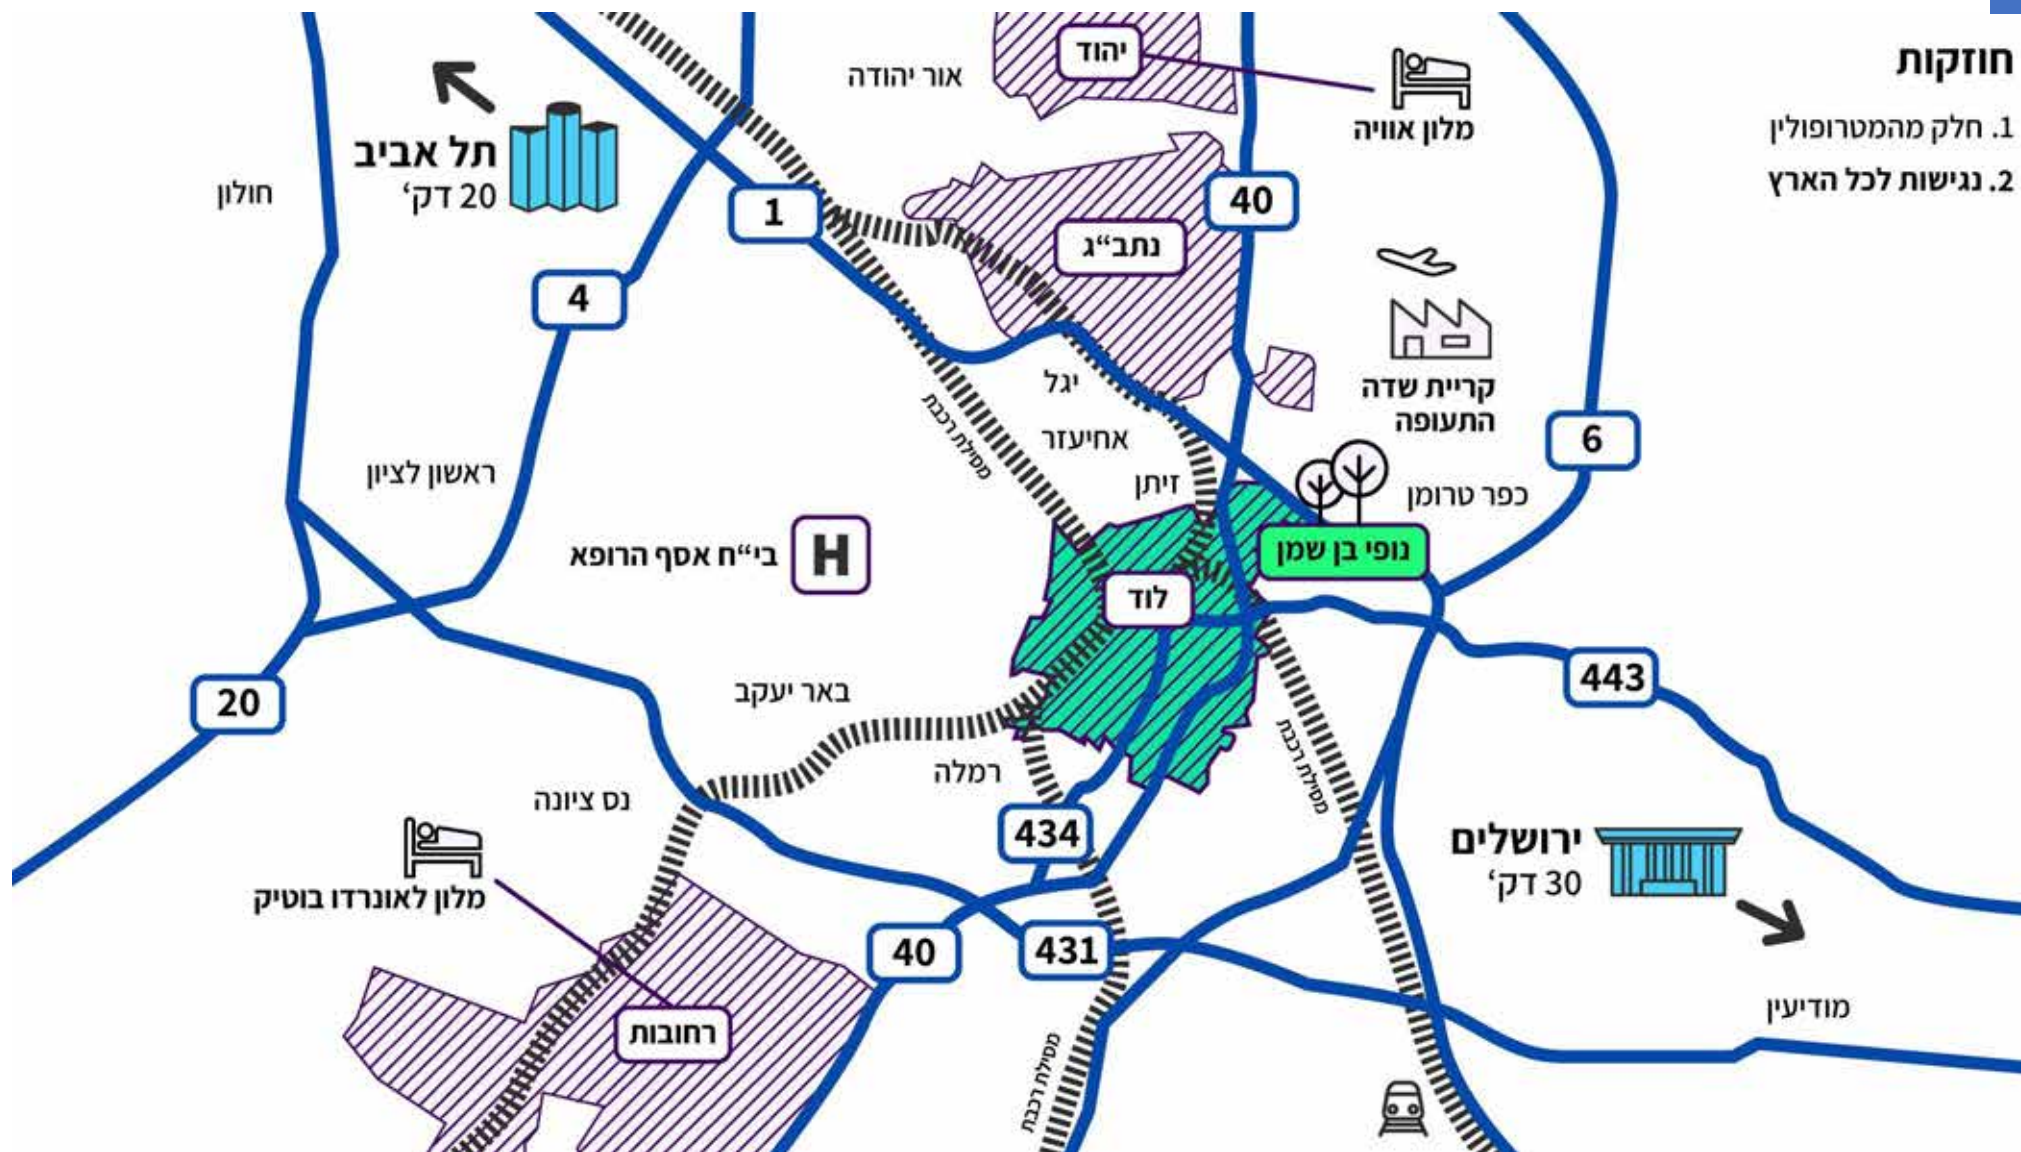 חוזקות
1. חלק מהמטרופולין
2. נגישות לכל הארץ
יהוד
אור יהודה
מלון אוויה
תל אביב
20 דק‘
חולון
1
40
נתב“ג
4
קריית שדה
התעופה
יגל
אחיעזר
מסילת רכבת
6
כפר טרומן
זיתן
ראשון לציון
נופי בן שמן
בי“ח אסף הרופא
H
לוד
443
20
באר יעקב
רמלה
מסילת רכבת
נס ציונה
434
ירושלים
30 דק‘
מלון לאונרדו בוטיק
40
431
מודיעין
רחובות
מסילת רכבת